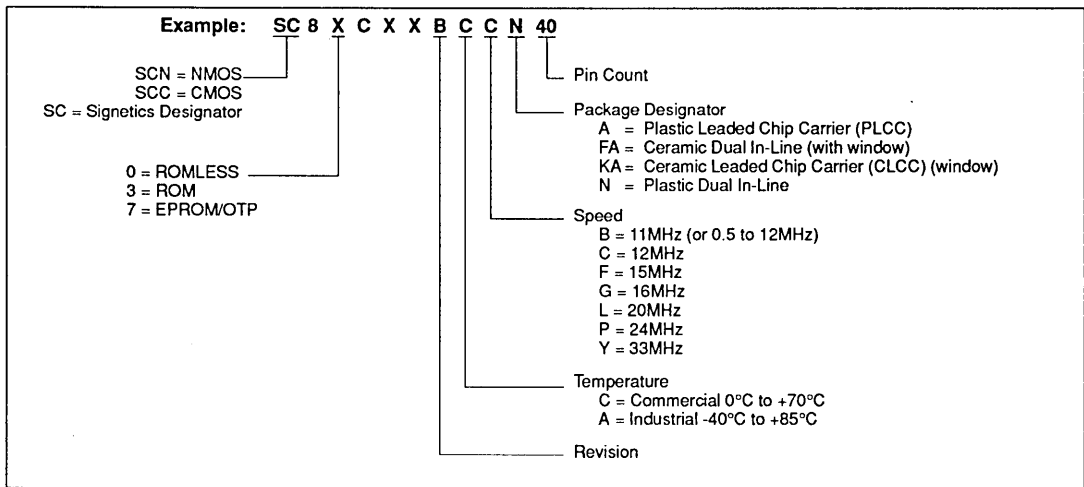 Example: SC 8 X C X X B C C N 40
SCN = NMOS
SCC = CMOS
SC = Signetics Designator
0 = ROMLESS
3 = ROM
7 = EPROM/OTP
Pin Count
Package Designator
A = Plastic Leaded Chip Carrier (PLCC)
FA = Ceramic Dual In-Line (with window)
KA = Ceramic Leaded Chip Carrier (CLCC) (window)
N = Plastic Dual In-Line
Speed
B = 11MHz (or 0.5 to 12MHz)
C = 12MHz
F = 15MHz
G = 16MHz
L = 20MHz
P = 24MHz
Y = 33MHz
Temperature
C = Commercial 0°C to +70°C
A = Industrial -40°C to +85°C
Revision